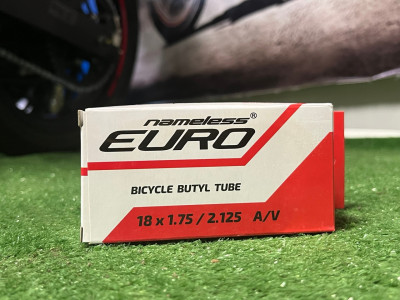 nameless®
EURO
BICYCLE BUTYL TUBE
18 x 1.75 / 2.125 A/V